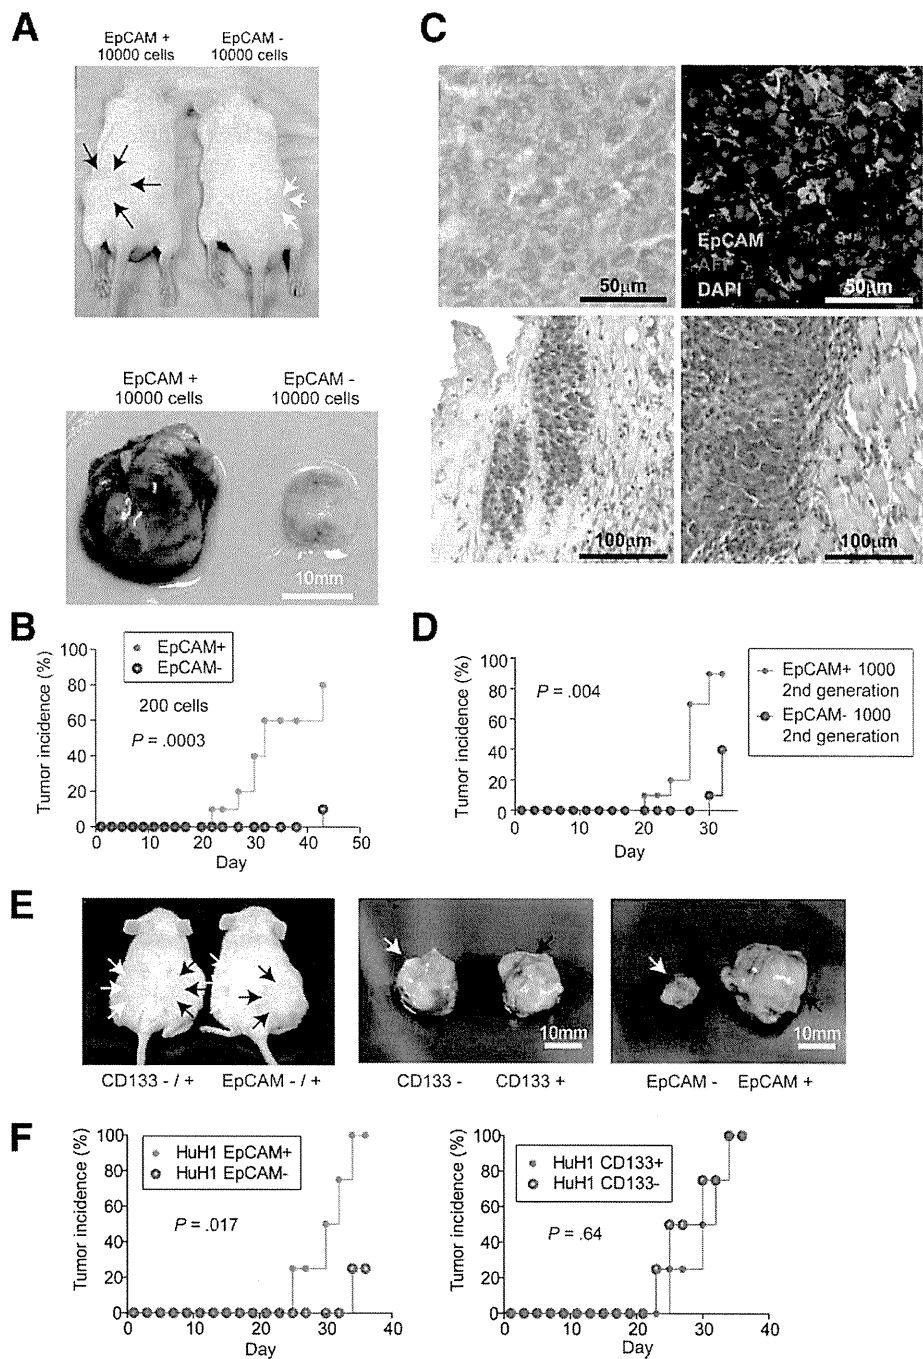 A
EpCAM +
10000 cells
EpCAM -
10000 cells
EpCAM +
10000 cells
EpCAM -
10000 cells
10mm
C
50µm
EpCAM
AFP
DAPI
50µm
100µm
100µm
B
Tumor incidence (%)
100
80
60
40
20
0
EpCAM+
EpCAM-
200 cells
P = .0003
0 10 20 30 40 50
Day
D
Tumor incidence (%)
100
80
60
40
20
0
P = .004
0 10 20 30
Day
EpCAM+ 1000
2nd generation
EpCAM- 1000
2nd generation
E
CD133 - / +
EpCAM - / +
10mm
CD133 -
CD133 +
10mm
EpCAM -
EpCAM +
F
Tumor incidence (%)
100
80
60
40
20
0
HuH1 EpCAM+
HuH1 EpCAM-
P = .017
0 10 20 30 40
Day
Tumor incidence (%)
100
80
60
40
20
0
HuH1 CD133+
HuH1 CD133-
P = .64
0 10 20 30 40
Day